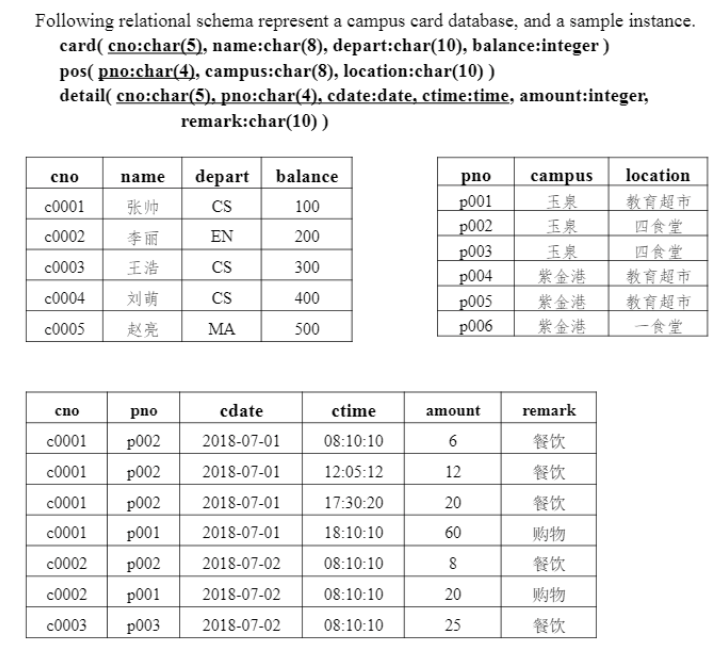 Following relational schema represent a campus card database, and a sample instance.
card( cno:char(5), name:char(8), depart:char(10), balance:integer )
pos( pno:char(4), campus:char(8), location:char(10) )
detail( cno:char(5), pno:char(4), cdate:date, ctime:time, amount:integer,
remark:char(10) )
cno name depart balance
c0001 张帅 CS 100
c0002 李丽 EN 200
c0003 王浩 CS 300
c0004 刘萌 CS 400
c0005 赵亮 MA 500
pno campus location
p001 玉泉 教育超市
p002 玉泉 四食堂
p003 玉泉 四食堂
p004 紫金港 教育超市
p005 紫金港 教育超市
p006 紫金港 一食堂
cno pno cdate ctime amount remark
c0001 p002 2018-07-01 08:10:10 6 餐饮
c0001 p002 2018-07-01 12:05:12 12 餐饮
c0001 p002 2018-07-01 17:30:20 20 餐饮
c0001 p001 2018-07-01 18:10:10 60 购物
c0002 p002 2018-07-02 08:10:10 8 餐饮
c0002 p001 2018-07-02 08:10:10 20 购物
c0003 p003 2018-07-02 08:10:10 25 餐饮